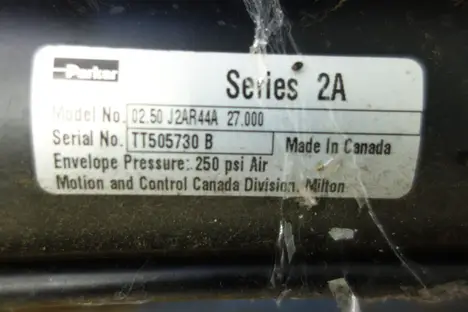 Parker
Series 2A
Model No. 02.50 J2AR44A 27.000
Serial No. TT505730 B Made In Canada
Envelope Pressure: 250 psi Air
Motion and Control Canada Division, Milton